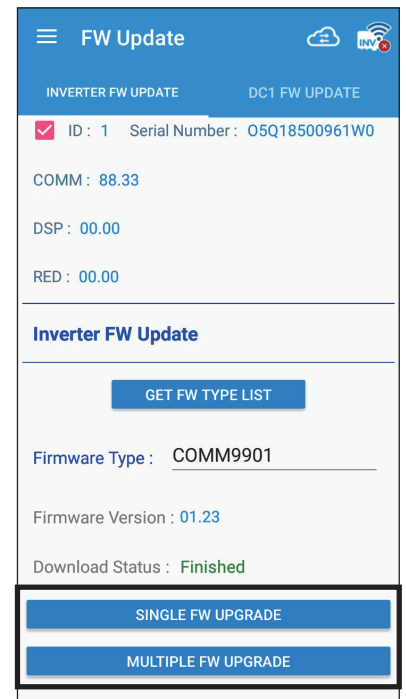 FW Update
INV
INVERTER FW UPDATE DC1 FW UPDATE
ID : 1 Serial Number : O5Q18500961W0
COMM : 88.33
DSP : 00.00
RED : 00.00
Inverter FW Update
GET FW TYPE LIST
Firmware Type : COMM9901
Firmware Version : 01.23
Download Status : Finished
SINGLE FW UPGRADE
MULTIPLE FW UPGRADE